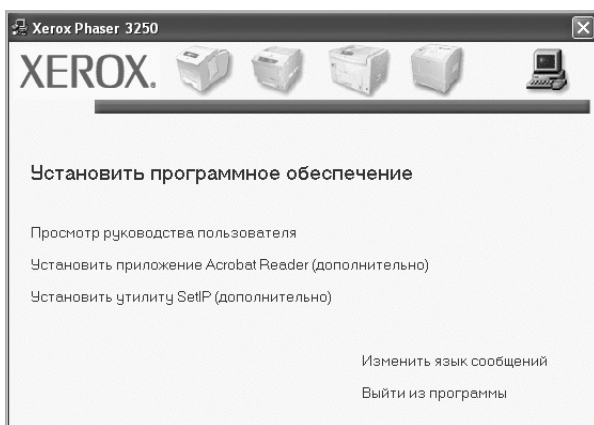 Xerox Phaser 3250
XEROX.
Установить программное обеспечение
Просмотр руководства пользователя
Установить приложение Acrobat Reader (дополнительно)
Установить утилиту SetIP (дополнительно)
Изменить язык сообщений
Выйти из программы